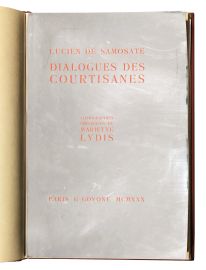 LUCIEN DE SAMOSATE
DIALOGUES DES
COURTISANES
MARIETTE
LYDIS
PARIS G. GOVONE MCMXXX